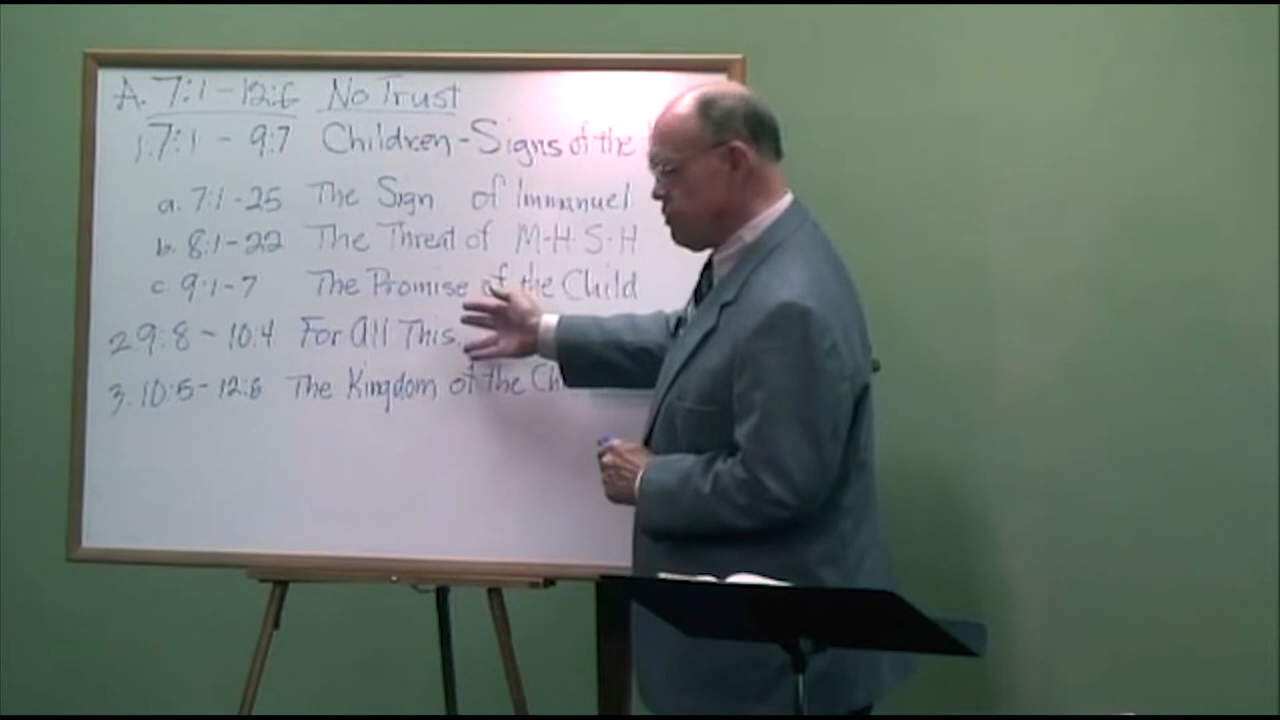 A. 7:1-12:6 No Trust
1. 7:1 - 9:7 Children - Signs of the
a. 7:1-25 The Sign of Immanuel
b. 8:1-22 The Threat of M-H-S-H
c 9:1-7 The Promise of the Child
2 9:8 - 10:4 For All This
3. 10:5-12:6 The Kingdom of the